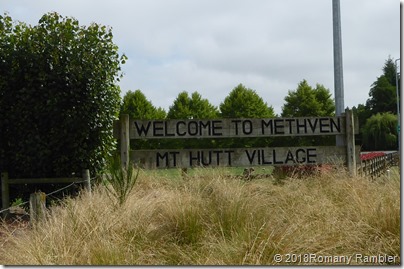 WELCOME TO METHVEN
MT HUTT VILLAGE
©2018Romany Rambler